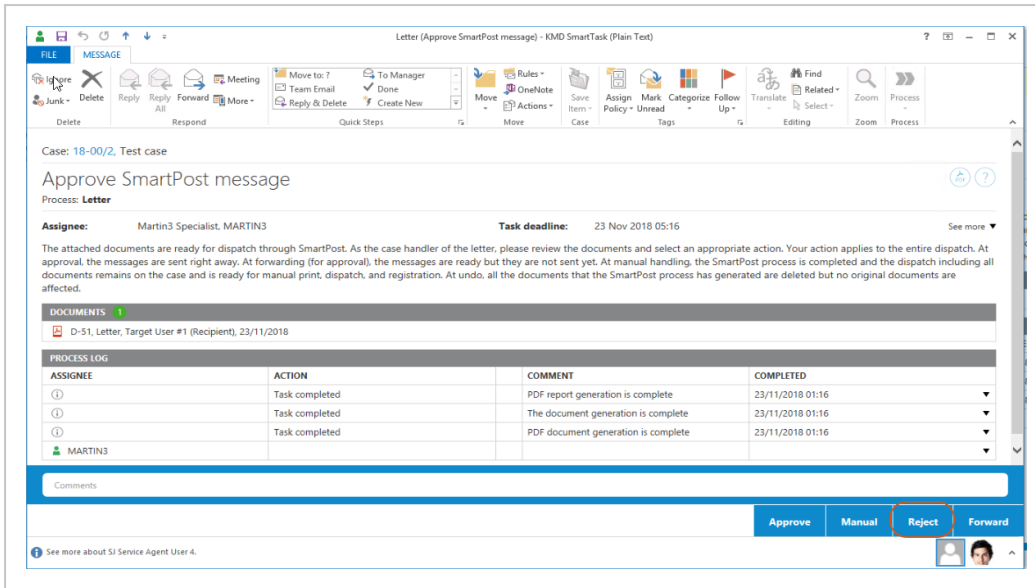 Letter (Approve SmartPost message) - KMD SmartTask (Plain Text)
FILE MESSAGE
Ignore
Junk
Delete
Delete
Reply
Reply All
Forward
Meeting
More
Respond
Move to: ?
Team Email
Reply & Delete
To Manager
Done
Create New
Quick Steps
Move
Rules
OneNote
Actions
Move
Save Item
Case
Assign Policy
Mark Unread
Categorize
Follow Up
Tags
Translate
Find
Related
Select
Editing
Zoom
Zoom
Process
Process
Case: 18-00/2, Test case
Approve SmartPost message
PDF ?
Process: Letter
Assignee: Martin3 Specialist, MARTIN3 Task deadline: 23 Nov 2018 05:16 See more
The attached documents are ready for dispatch through SmartPost. As the case handler of the letter, please review the documents and select an appropriate action. Your action applies to the entire dispatch. At
approval, the messages are sent right away. At forwarding (for approval), the messages are ready but they are not sent yet. At manual handling, the SmartPost process is completed and the dispatch including all
documents remains on the case and is ready for manual print, dispatch, and registration. At undo, all the documents that the SmartPost process has generated are deleted but no original documents are
affected.
DOCUMENTS 1
D-51, Letter, Target User #1 (Recipient), 23/11/2018
PROCESS LOG
ASSIGNEE ACTION COMMENT COMPLETED
Task completed PDF report generation is complete 23/11/2018 01:16
Task completed The document generation is complete 23/11/2018 01:16
Task completed PDF document generation is complete 23/11/2018 01:16
MARTIN3
Comments
Approve Manual Reject Forward
See more about SJ Service Agent User 4.